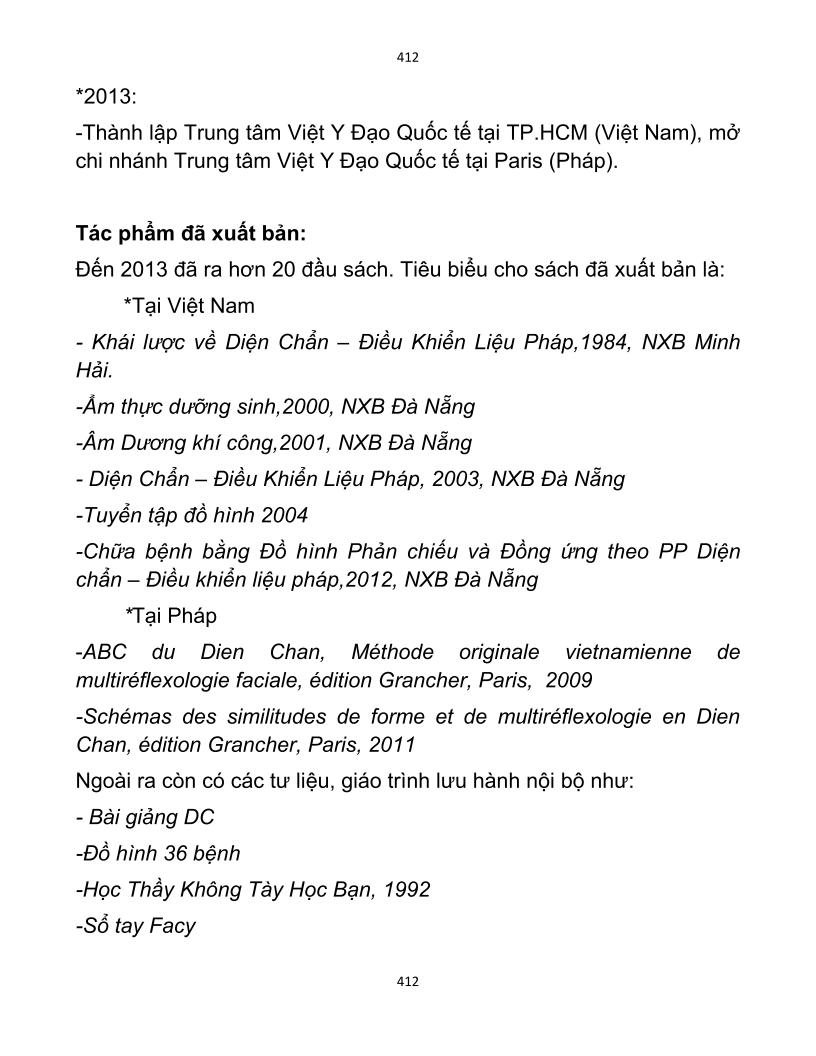 412
*2013:
-Thành lập Trung tâm Việt Y Đạo Quốc tế tại TP.HCM (Việt Nam), mở
chi nhánh Trung tâm Việt Y Đạo Quốc tế tại Paris (Pháp).
Tác phẩm đã xuất bản:
Đến 2013 đã ra hơn 20 đầu sách. Tiêu biểu cho sách đã xuất bản là:
*Tại Việt Nam
- Khái lược về Diện Chẩn – Điều Khiển Liệu Pháp,1984, NXB Minh
Hải.
-Ẩm thực dưỡng sinh,2000, NXB Đà Nẵng
-Âm Dương khí công,2001, NXB Đà Nẵng
- Diện Chẩn – Điều Khiển Liệu Pháp, 2003, NXB Đà Nẵng
-Tuyển tập đồ hình 2004
-Chữa bệnh bằng Đồ hình Phản chiếu và Đồng ứng theo PP Diện
chẩn – Điều khiển liệu pháp,2012, NXB Đà Nẵng
*Tại Pháp
-ABC du Dien Chan, Méthode originale vietnamienne de
multiréflexologie faciale, édition Grancher, Paris,  2009
-Schémas des similitudes de forme et de multiréflexologie en Dien
Chan, édition Grancher, Paris, 2011
Ngoài ra còn có các tư liệu, giáo trình lưu hành nội bộ như:
- Bài giảng DC
-Đồ hình 36 bệnh
-Học Thầy Không Tày Học Bạn, 1992
-Sổ tay Facy
412